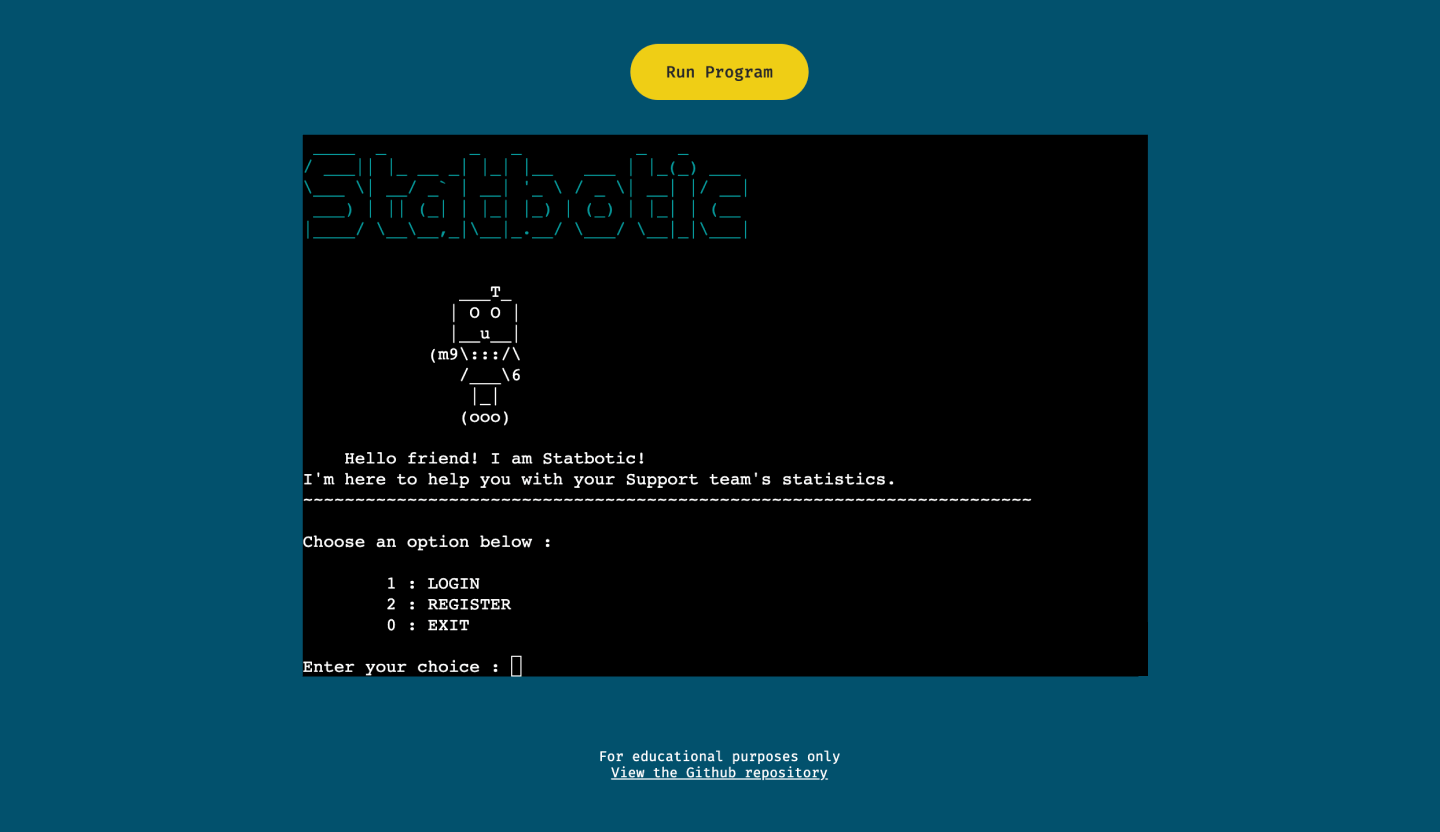 Run Program
Statbotic
___T_
| O O |
|__u__|
(m9\:::/\
/___\6
|_|
(ooo)
Hello friend! I am Statbotic!
I'm here to help you with your Support team's statistics.
~~~~~~~~~~~~~~~~~~~~~~~~~~~~~~~~~~~~~~~~~~~~~~~~~~~~~~~~~~~~~~~~~~~~~~
Choose an option below :
1 : LOGIN
2 : REGISTER
0 : EXIT
Enter your choice :
For educational purposes only
View the Github repository